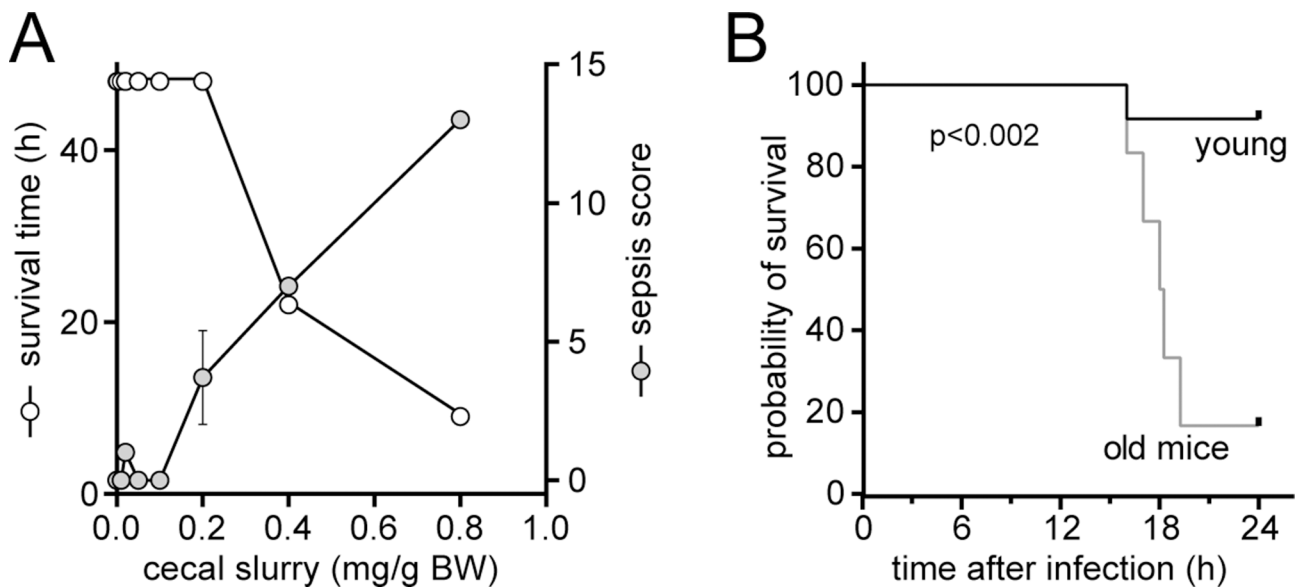 A
survival time (h)
40
20
0
0.0 0.2 0.4 0.6 0.8 1.0
cecal slurry (mg/g BW)
15
10
5
0
sepsis score
B
probability of survival
100
80
60
40
20
0
p<0.002
young
old mice
0 6 12 18 24
time after infection (h)